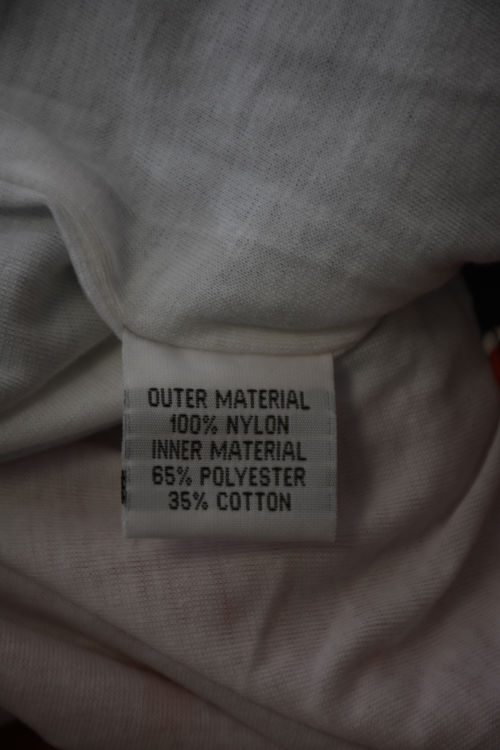 OUTER MATERIAL
100% NYLON
INNER MATERIAL
65% POLYESTER
35% COTTON